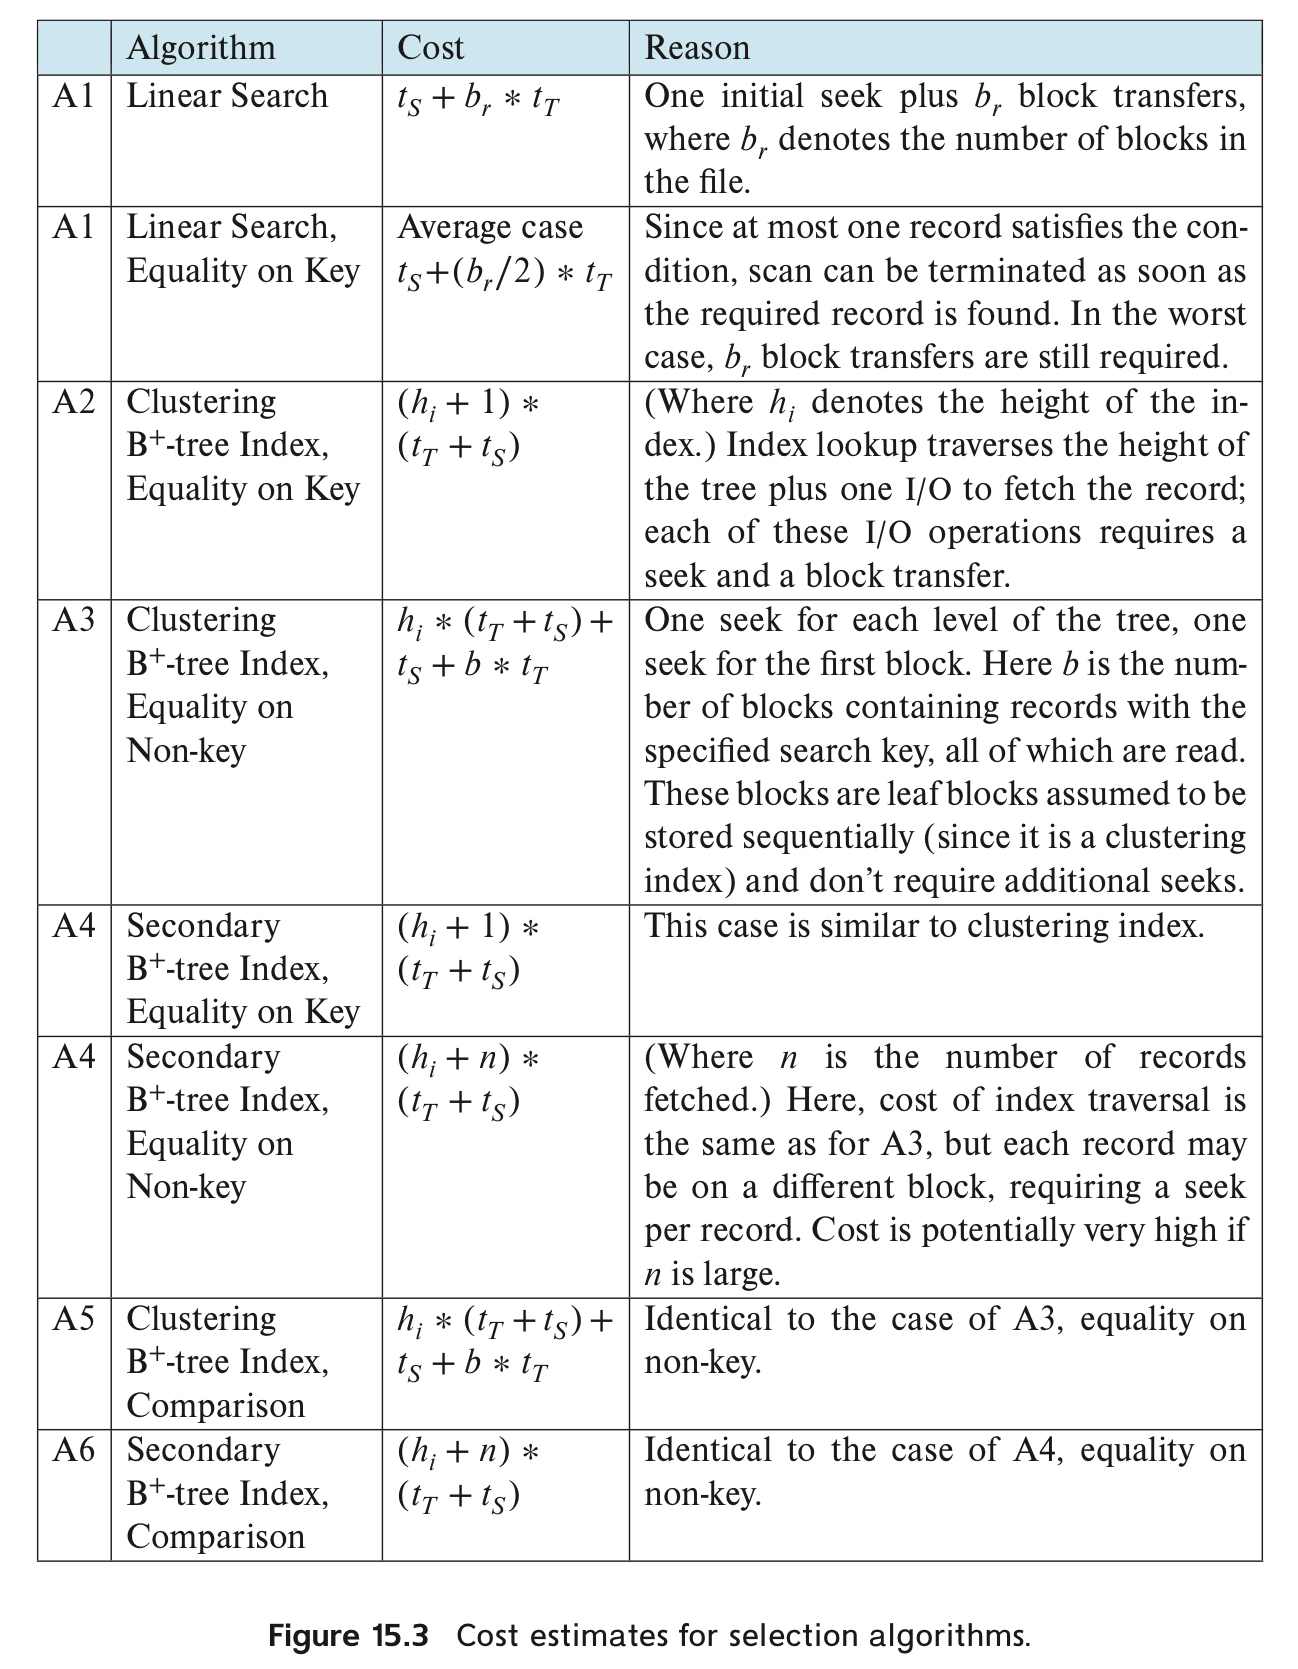 Algorithm Cost Reason
A1 Linear Search t_S + b_r * t_T One initial seek plus b_r block transfers,
where b_r denotes the number of blocks in
the file.
A1 Linear Search, Average case Since at most one record satisfies the con-
Equality on Key t_S+(b_r/2) * t_T dition, scan can be terminated as soon as
the required record is found. In the worst
case, b_r block transfers are still required.
A2 Clustering (h_i + 1) * (Where h_i denotes the height of the in-
B⁺-tree Index, (t_T + t_S) dex.) Index lookup traverses the height of
Equality on Key the tree plus one I/O to fetch the record;
each of these I/O operations requires a
seek and a block transfer.
A3 Clustering h_i * (t_T + t_S) + One seek for each level of the tree, one
B⁺-tree Index, t_S + b * t_T seek for the first block. Here b is the num-
Equality on ber of blocks containing records with the
Non-key specified search key, all of which are read.
These blocks are leaf blocks assumed to be
stored sequentially (since it is a clustering
index) and don’t require additional seeks.
A4 Secondary (h_i + 1) * This case is similar to clustering index.
B⁺-tree Index, (t_T + t_S)
Equality on Key
A4 Secondary (h_i + n) * (Where n is the number of records
B⁺-tree Index, (t_T + t_S) fetched.) Here, cost of index traversal is
Equality on the same as for A3, but each record may
Non-key be on a different block, requiring a seek
per record. Cost is potentially very high if
n is large.
A5 Clustering h_i * (t_T + t_S) + Identical to the case of A3, equality on
B⁺-tree Index, t_S + b * t_T non-key.
Comparison
A6 Secondary (h_i + n) * Identical to the case of A4, equality on
B⁺-tree Index, (t_T + t_S) non-key.
Comparison
Figure 15.3 Cost estimates for selection algorithms.